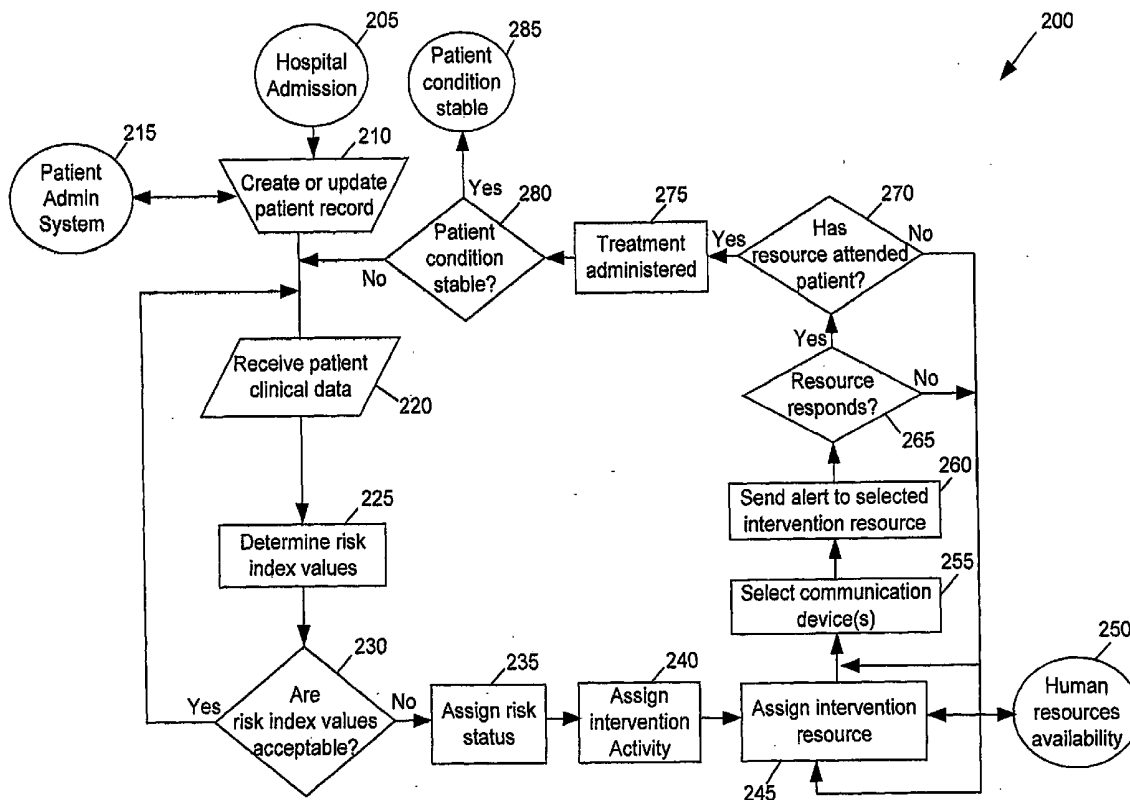 205
Hospital
Admission
285
Patient
condition
stable
200
215
Patient
Admin
System
210
Create or update
patient record
Yes
280
Patient
condition
stable?
No
275
Treatment
administered
Yes
270
Has
resource attended
patient?
No
Receive patient
clinical data
220
Yes
Resource
responds?
No
265
260
Send alert to selected
intervention resource
225
Determine risk
index values
255
Select communication
device(s)
230
Are
risk index values
acceptable?
Yes
No
235
Assign risk
status
240
Assign
intervention
Activity
Assign intervention
resource
245
250
Human
resources
availability